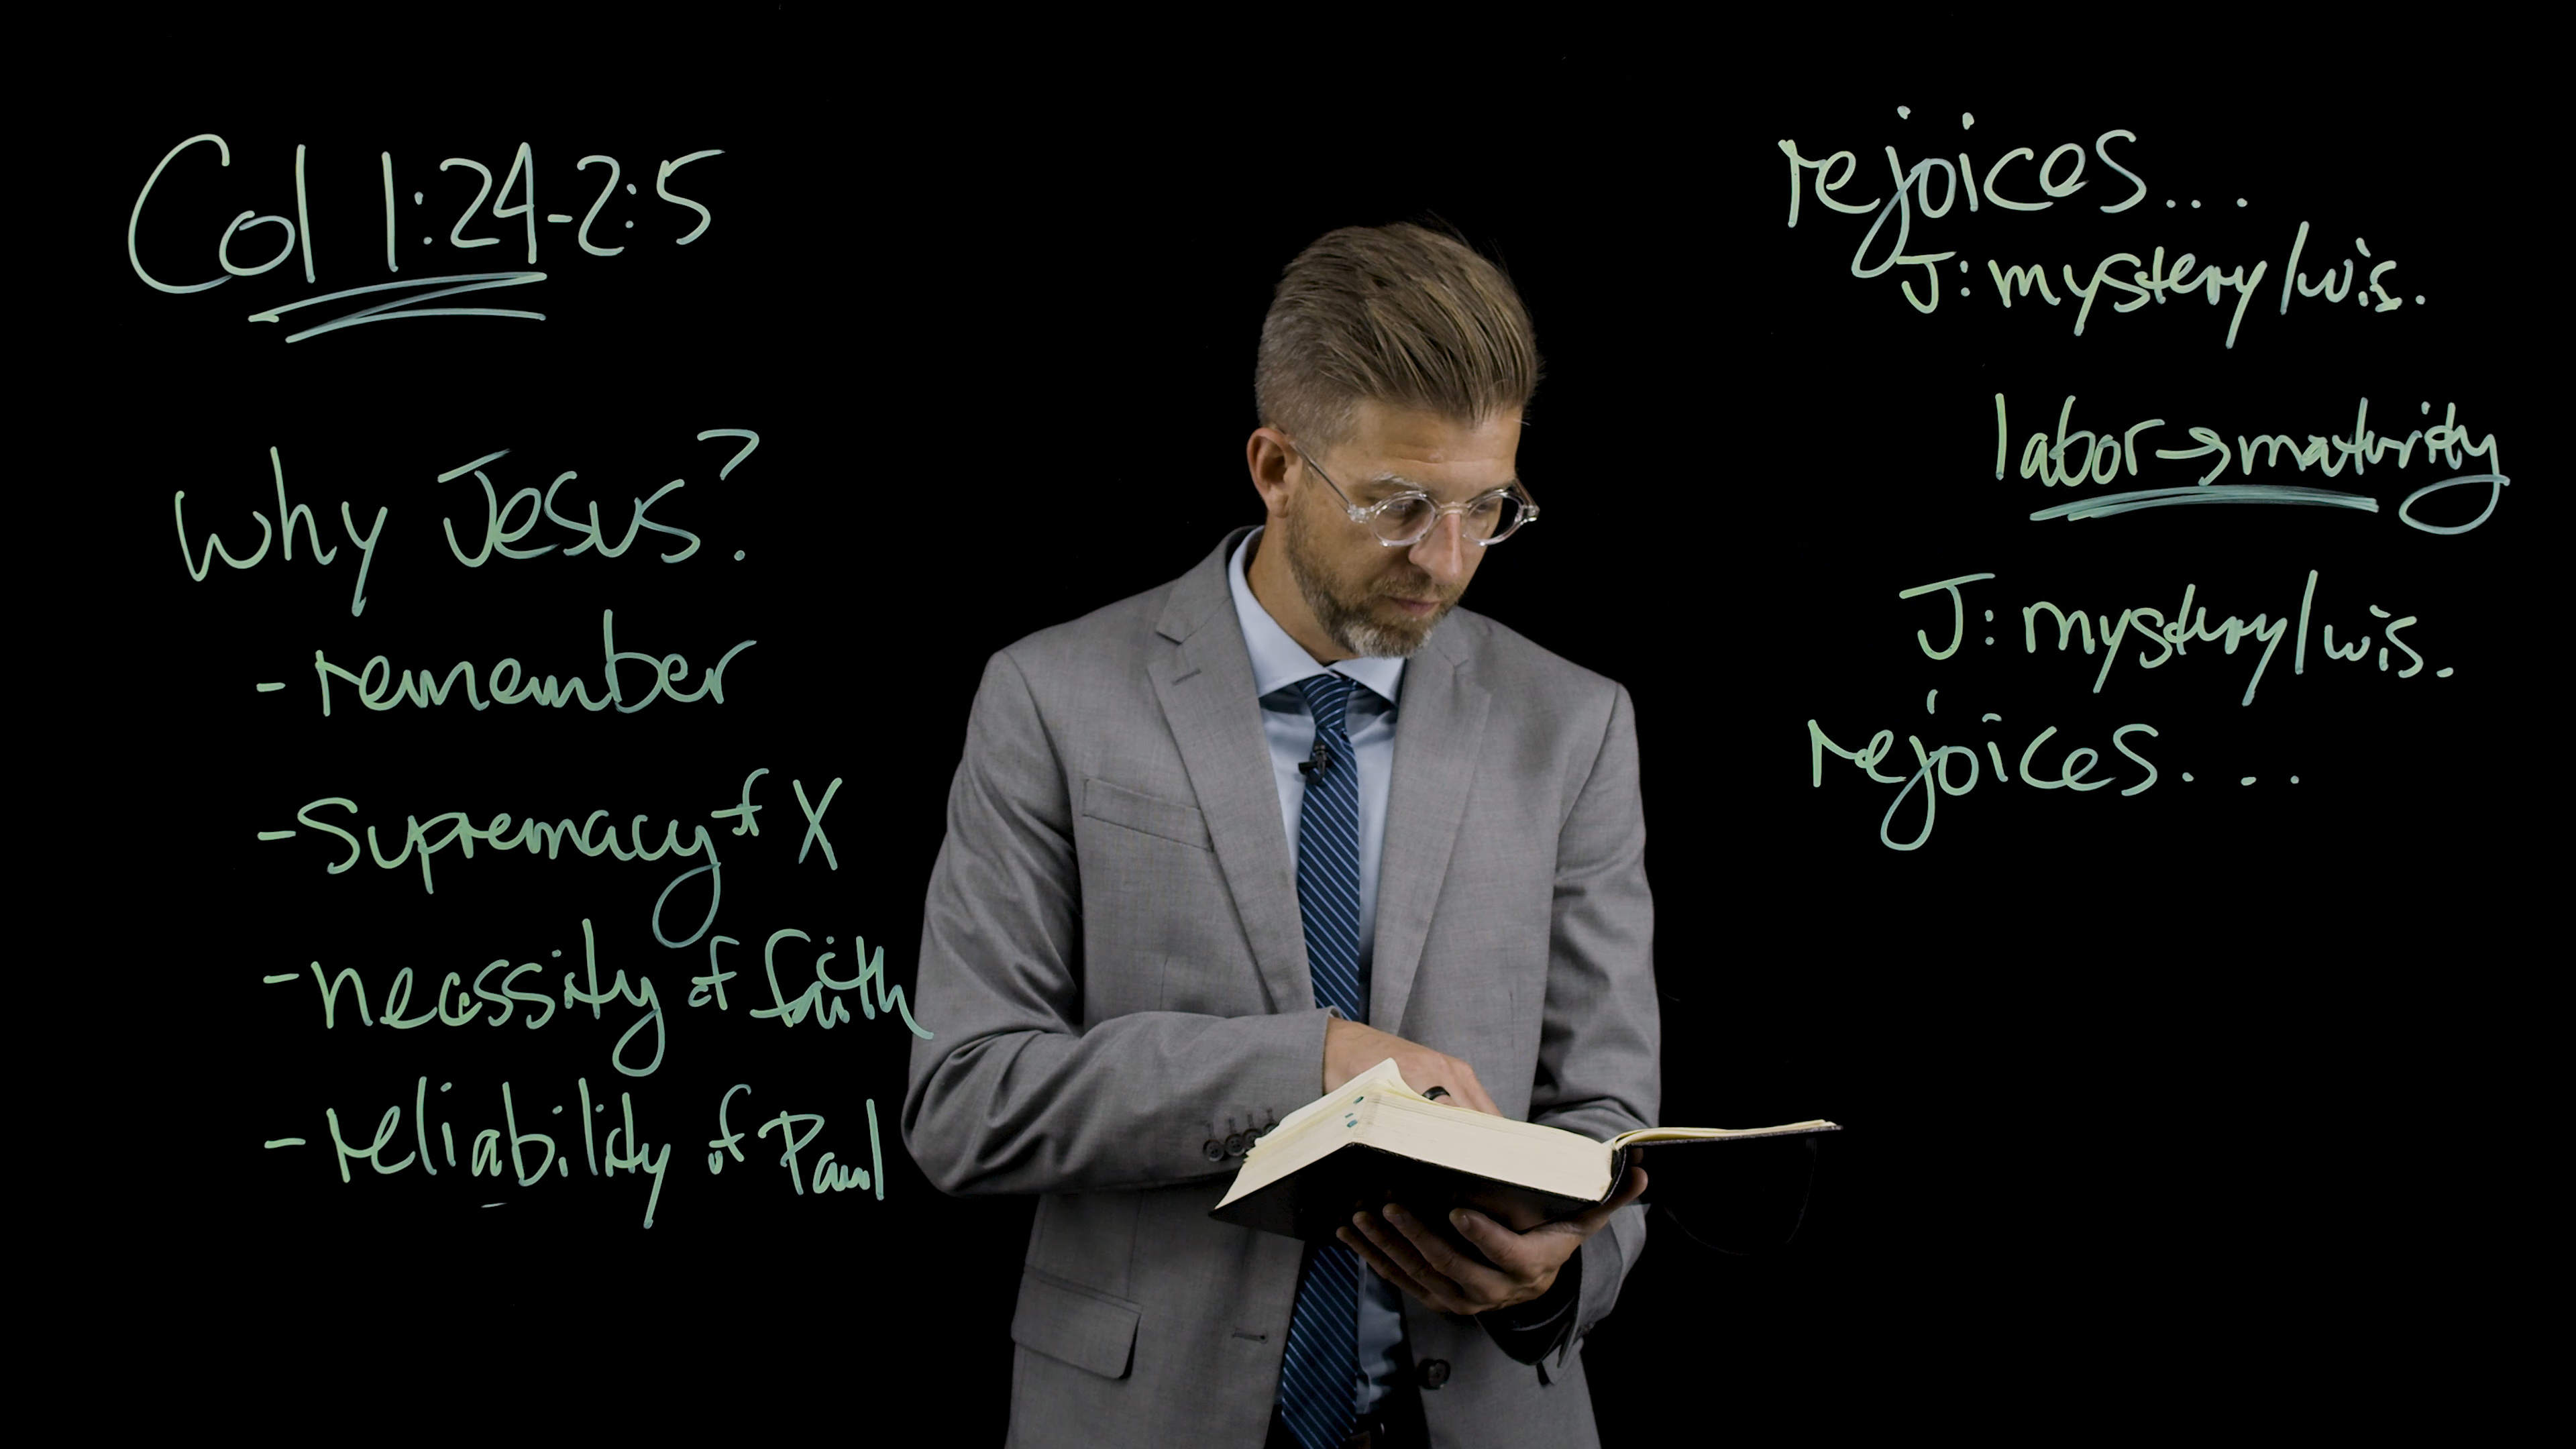 Col 1:24-2:5
Why Jesus?
- remember
- Supremacy of X
- necessity of faith
- reliability of Paul
rejoices...
J: mystery/wis.
labor→maturity
J: mystery/wis.
rejoices...